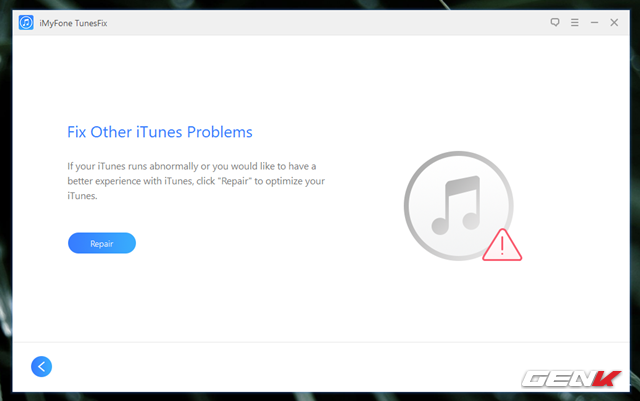 iMyFone TunesFix
Fix Other iTunes Problems
If your iTunes runs abnormally or you would like to have a
better experience with iTunes, click "Repair" to optimize your
iTunes.
Repair
GENK